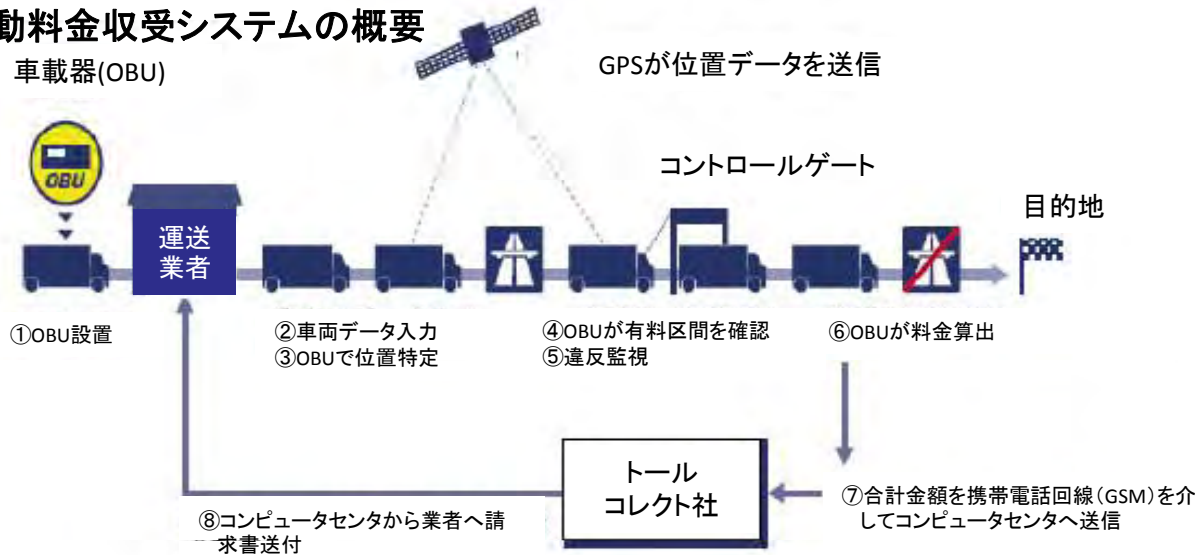 動料金収受システムの概要
車載器(OBU)
GPSが位置データを送信
OBU
コントロールゲート
目的地
運送
業者
①OBU設置
②車両データ入力
③OBUで位置特定
④OBUが有料区間を確認
⑤違反監視
⑥OBUが料金算出
トール
コレクト社
⑦合計金額を携帯電話回線(GSM)を介
してコンピュータセンタへ送信
⑧コンピュータセンタから業者へ請
求書送付